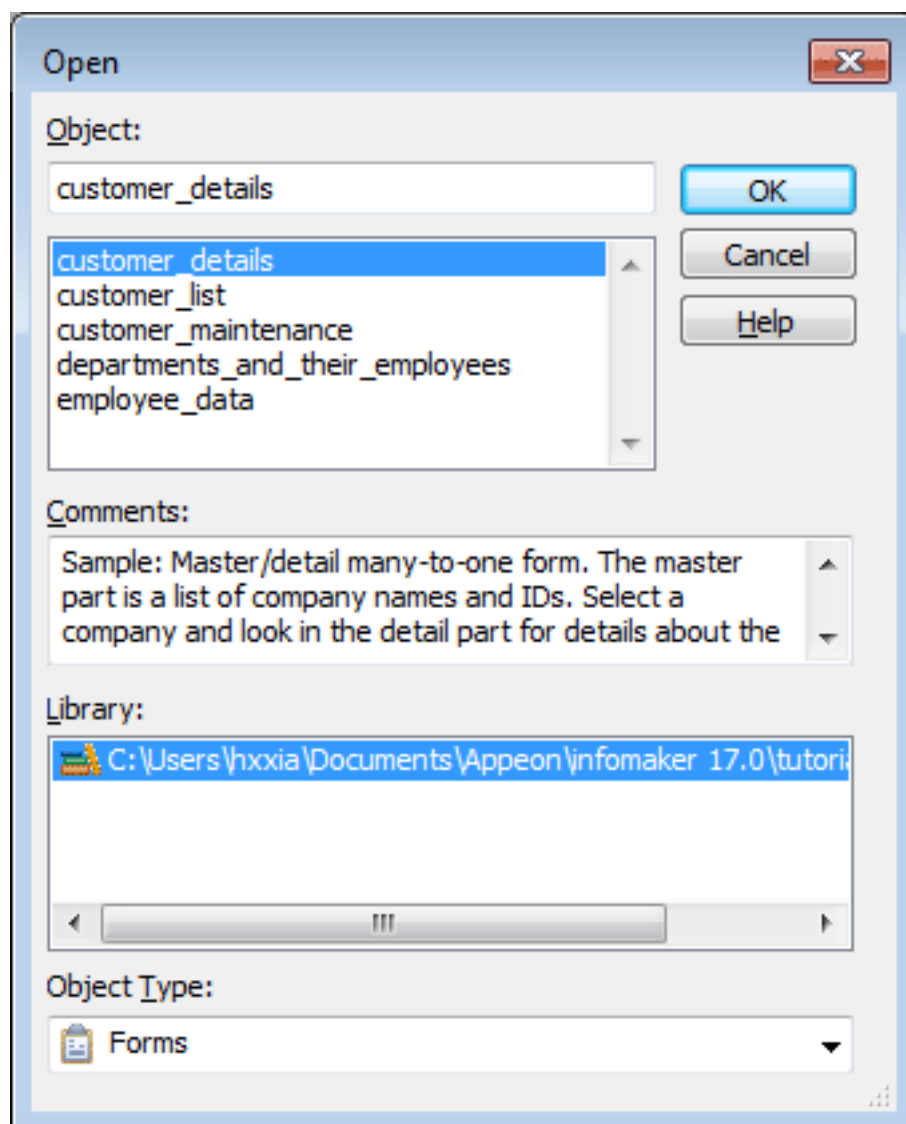 Open
Object:
customer_details
OK
customer_details
customer_list
customer_maintenance
departments_and_their_employees
employee_data
Cancel
Help
Comments:
Sample: Master/detail many-to-one form. The master
part is a list of company names and IDs. Select a
company and look in the detail part for details about the
Library:
C:\Users\hxxia\Documents\Appeon\infomaker 17.0\tutori
Object Type:
Forms